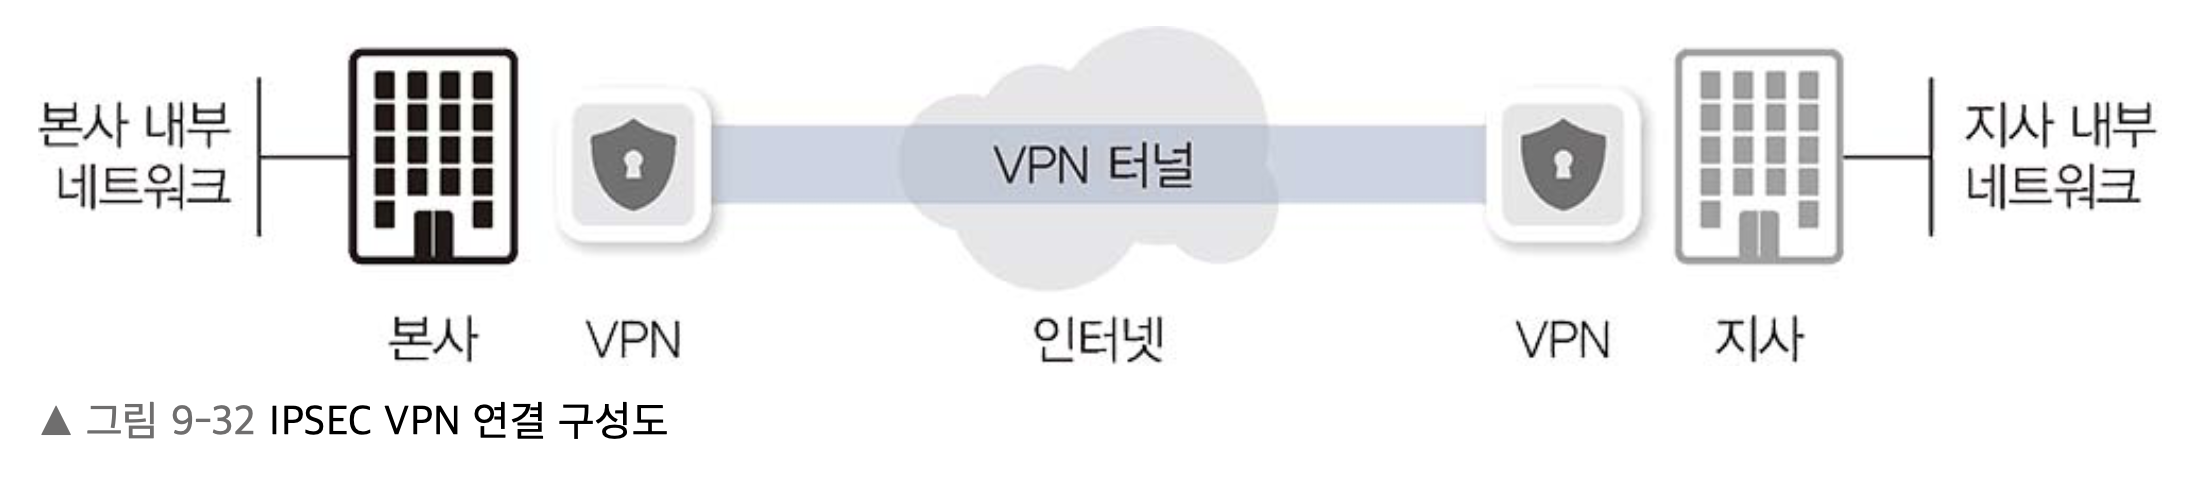 본사 내부
네트워크
VPN 터널
지사 내부
네트워크
본사
VPN
인터넷
VPN
지사
▲ 그림 9-32 IPSEC VPN 연결 구성도